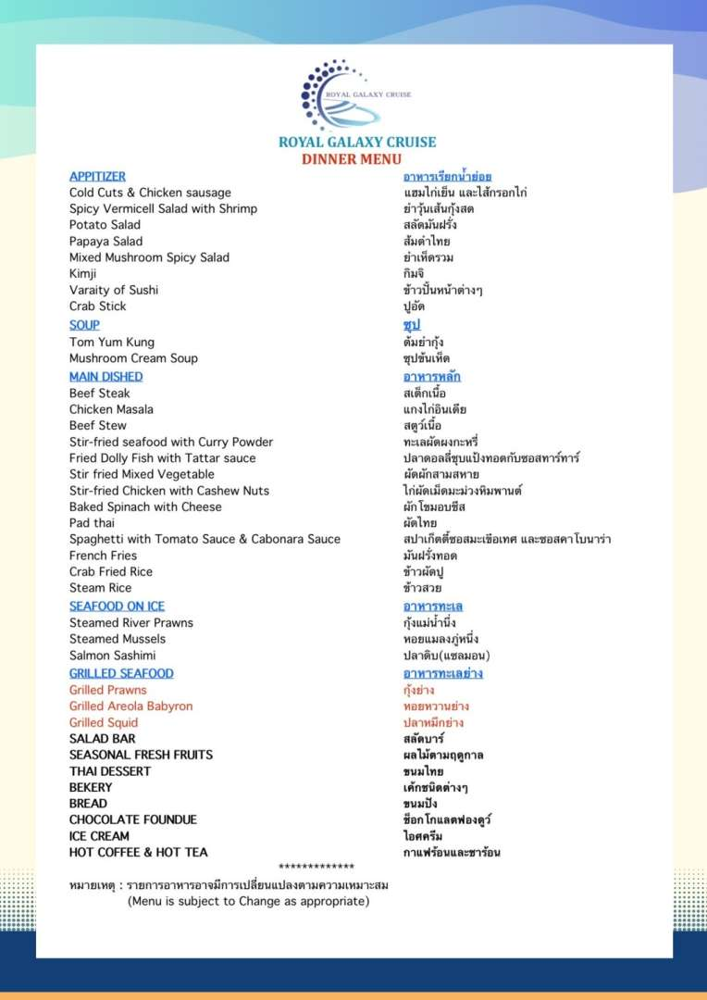 ROYAL GALAXY CRUISE
ROYAL GALAXY CRUISE
DINNER MENU
APPITIZER อาหารเรียกน้ำย่อย
Cold Cuts & Chicken sausage แฮมไก่เย็น และไส้กรอกไก่
Spicy Vermicell Salad with Shrimp ยำวุ้นเส้นกุ้งสด
Potato Salad สลัดมันฝรั่ง
Papaya Salad ส้มตำไทย
Mixed Mushroom Spicy Salad ยำเห็ดรวม
Kimji กิมจิ
Varaity of Sushi ข้าวปั้นหน้าต่างๆ
Crab Stick ปูอัด
SOUP ซุป
Tom Yum Kung ต้มยำกุ้ง
Mushroom Cream Soup ซุปข้นเห็ด
MAIN DISHED อาหารหลัก
Beef Steak สเต็กเนื้อ
Chicken Masala แกงไก่อินเดีย
Beef Stew สตูว์เนื้อ
Stir-fried seafood with Curry Powder ทะเลผัดผงกะหรี่
Fried Dolly Fish with Tattar sauce ปลาดอลลี่ชุบแป้งทอดกับซอสทาร์ทาร์
Stir fried Mixed Vegetable ผัดผักสามสหาย
Stir-fried Chicken with Cashew Nuts ไก่ผัดเม็ดมะม่วงหิมพานต์
Baked Spinach with Cheese ผักโขมอบชีส
Pad thai ผัดไทย
Spaghetti with Tomato Sauce & Cabonara Sauce สปาเก็ตตี้ซอสมะเขือเทศ และซอสคาโบนาร่า
French Fries มันฝรั่งทอด
Crab Fried Rice ข้าวผัดปู
Steam Rice ข้าวสวย
SEAFOOD ON ICE อาหารทะเล
Steamed River Prawns กุ้งแม่น้ำนึ่ง
Steamed Mussels หอยแมลงภู่หนึ่ง
Salmon Sashimi ปลาดิบ(แซลมอน)
GRILLED SEAFOOD อาหารทะเลย่าง
Grilled Prawns กุ้งย่าง
Grilled Areola Babyron หอยหวานย่าง
Grilled Squid ปลาหมึกย่าง
SALAD BAR สลัดบาร์
SEASONAL FRESH FRUITS ผลไม้ตามฤดูกาล
THAI DESSERT ขนมไทย
BEKERY เค้กชนิดต่างๆ
BREAD ขนมปัง
CHOCOLATE FOUNDUE ช็อกโกแลตฟองดูว์
ICE CREAM ไอศครีม
HOT COFFEE & HOT TEA กาแฟร้อนและชาร้อน
*************
หมายเหตุ : รายการอาหารอาจมีการเปลี่ยนแปลงตามความเหมาะสม
(Menu is subject to Change as appropriate)